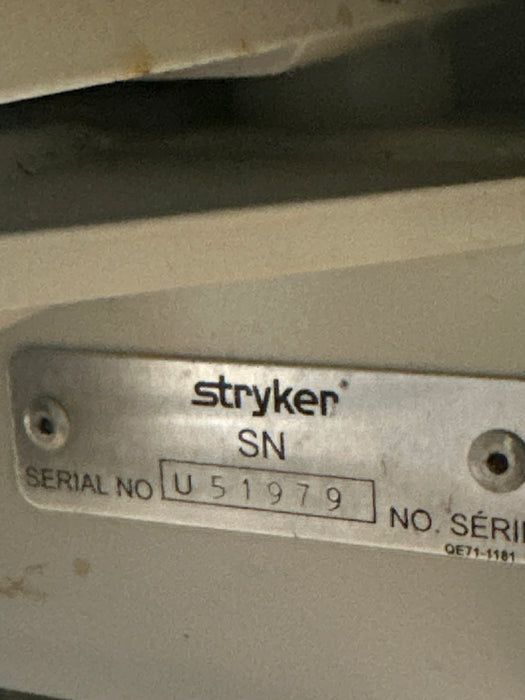 stryker
SN
SERIAL NO U 51979 NO. SÉRI
QE71-1181